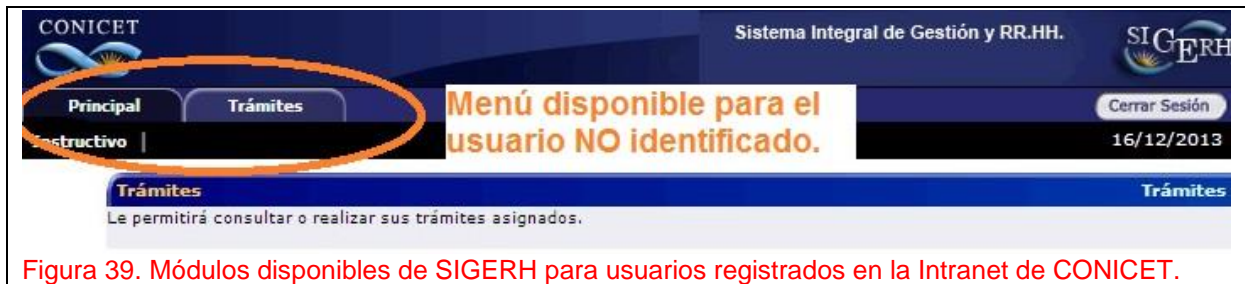 CONICET
Sistema Integral de Gestión y RR.HH.
SIGERH
Principal Trámites
Menú disponible para el
usuario NO identificado.
Cerrar Sesión
Instructivo |
16/12/2013
Trámites Trámites
Le permitirá consultar o realizar sus trámites asignados.
Figura 39. Módulos disponibles de SIGERH para usuarios registrados en la Intranet de CONICET.